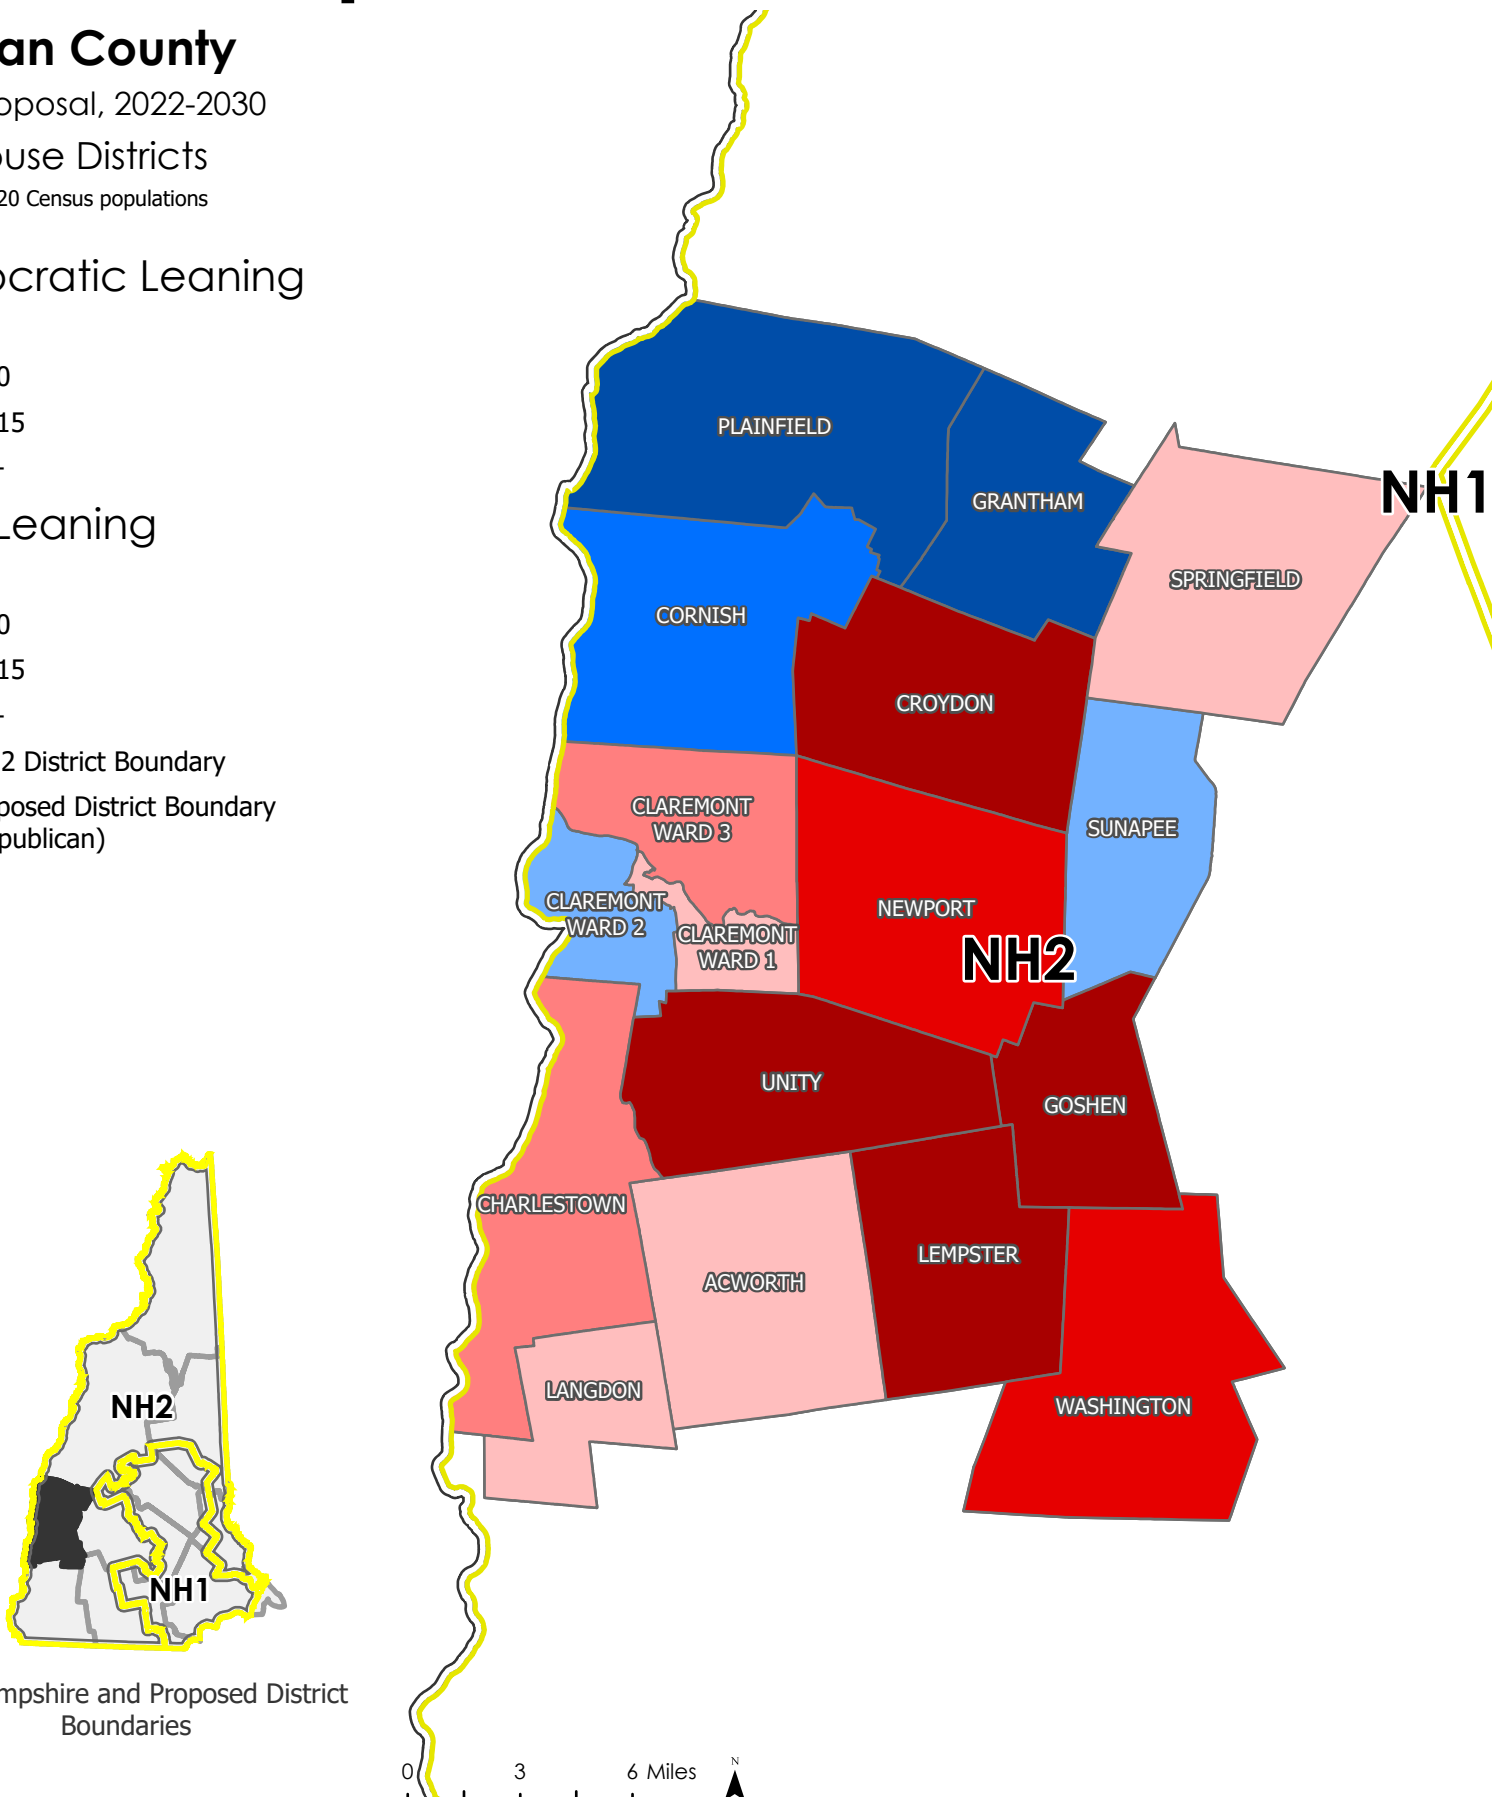 an County
oposal, 2022-2030
ouse Districts
20 Census populations
ocratic Leaning
0
15
-
Leaning
0
15
-
2 District Boundary
posed District Boundary
publican)
PLAINFIELD
GRANTHAM
NH1
SPRINGFIELD
CORNISH
CROYDON
CLAREMONT
WARD 3
SUNAPEE
CLAREMONT
WARD 2
NEWPORT
CLAREMONT
WARD 1
NH2
UNITY
GOSHEN
CHARLESTOWN
LEMPSTER
ACWORTH
LANGDON
WASHINGTON
NH2
NH1
mpshire and Proposed District
Boundaries
0 3 6 Miles
N